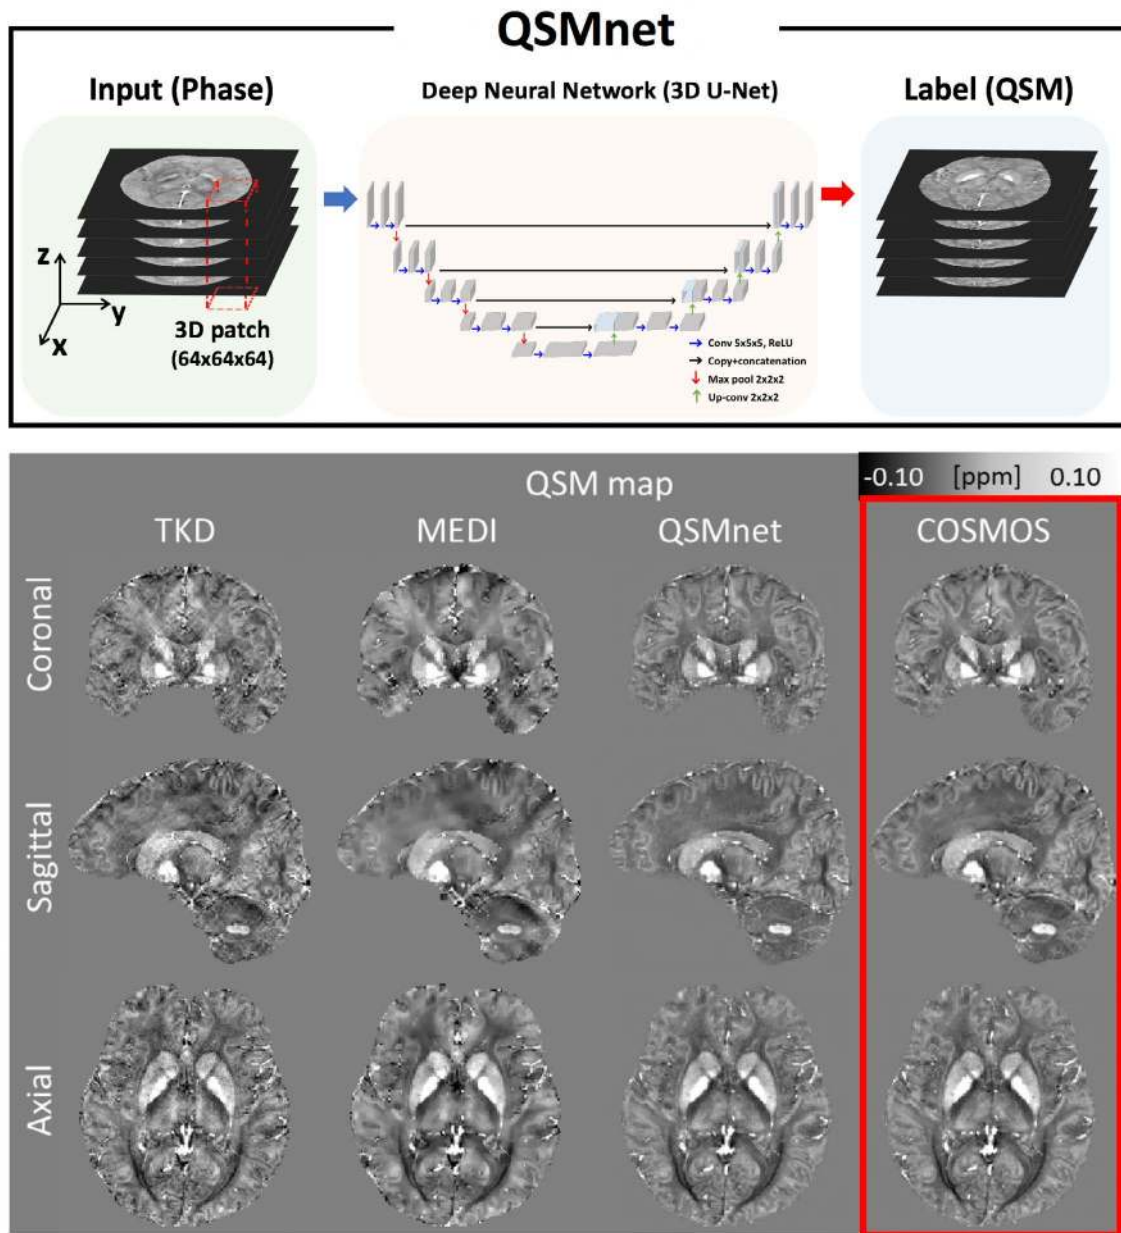 QSMnet
Input (Phase)
Deep Neural Network (3D U-Net)
Label (QSM)
z
y
x
3D patch
(64x64x64)
Conv 5x5x5, ReLU
Copy+concatenation
Max pool 2x2x2
Up-conv 2x2x2
QSM map
-0.10 [ppm] 0.10
TKD MEDI QSMnet COSMOS
Coronal
Sagittal
Axial